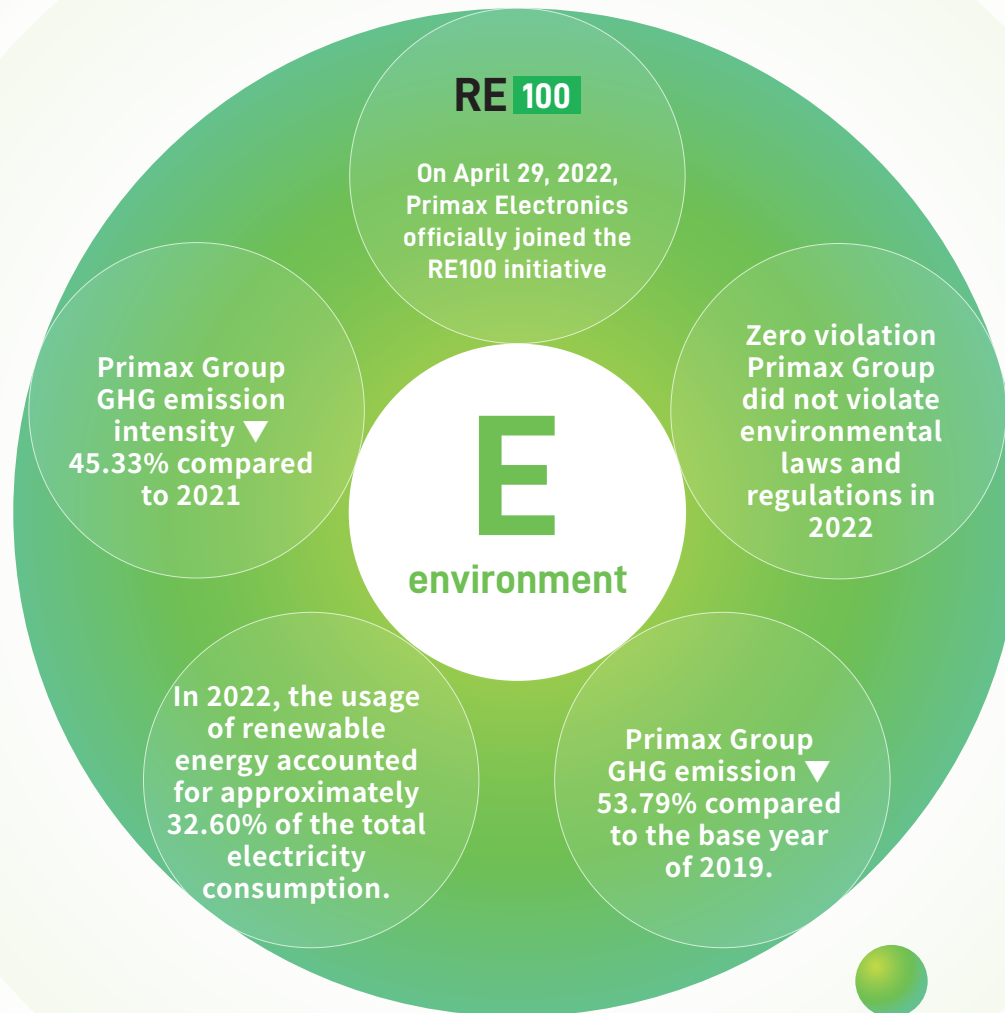 RE 100
On April 29, 2022,
Primax Electronics
officially joined the
RE100 initiative
Primax Group
GHG emission
intensity ▼
45.33% compared
to 2021
Zero violation
Primax Group
did not violate
environmental
laws and
regulations in
2022
E
environment
In 2022, the usage
of renewable
energy accounted
for approximately
32.60% of the total
electricity
consumption.
Primax Group
GHG emission ▼
53.79% compared
to the base year
of 2019.